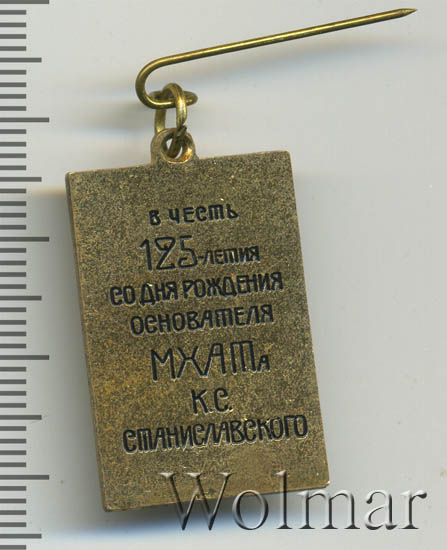 В ЧЕСТЬ
125-ЛЕТИЯ
СО ДНЯ РОЖДЕНИЯ
ОСНОВАТЕЛЯ
МХАТа
К.С.
СТАНИСЛАВСКОГО
Wolmar